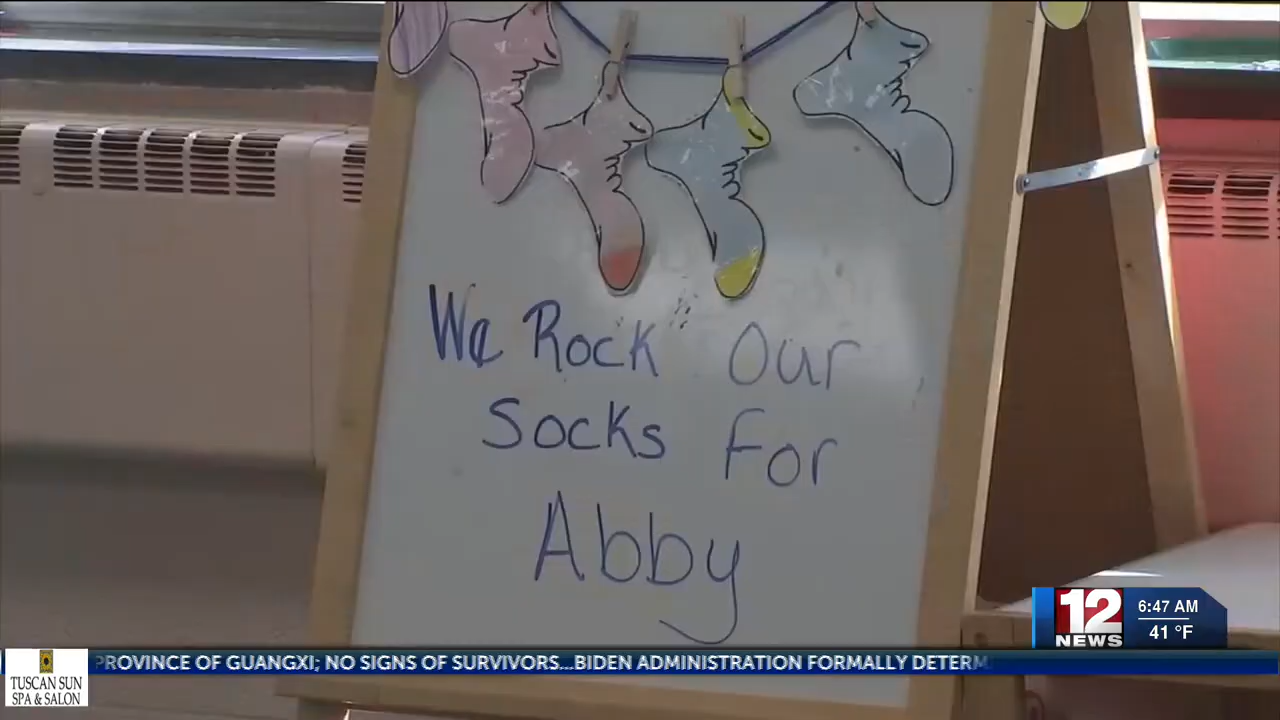 We Rock Our
Socks For
Abby
12
NEWS
6:47 AM
41 °F
PROVINCE OF GUANGXI; NO SIGNS OF SURVIVORS...BIDEN ADMINISTRATION FORMALLY DETERM
TUSCAN SUN
SPA & SALON